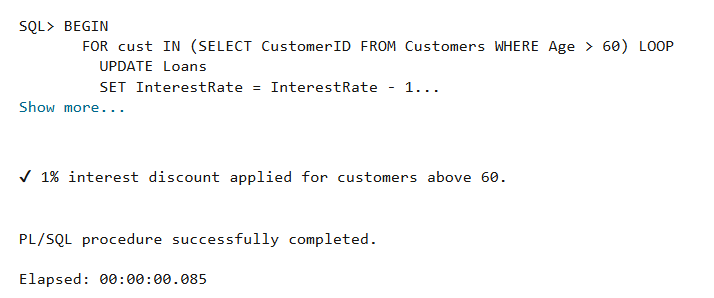 SQL> BEGIN
FOR cust IN (SELECT CustomerID FROM Customers WHERE Age > 60) LOOP
UPDATE Loans
SET InterestRate = InterestRate - 1...
Show more...
✓ 1% interest discount applied for customers above 60.
PL/SQL procedure successfully completed.
Elapsed: 00:00:00.085